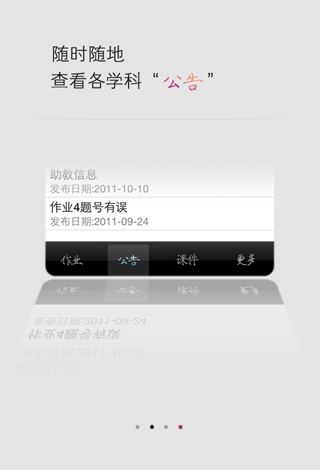 随时随地
查看各学科“公告”
助教信息
发布日期:2011-10-10
作业4题号有误
发布日期:2011-09-24
作业 公告 课件 更多